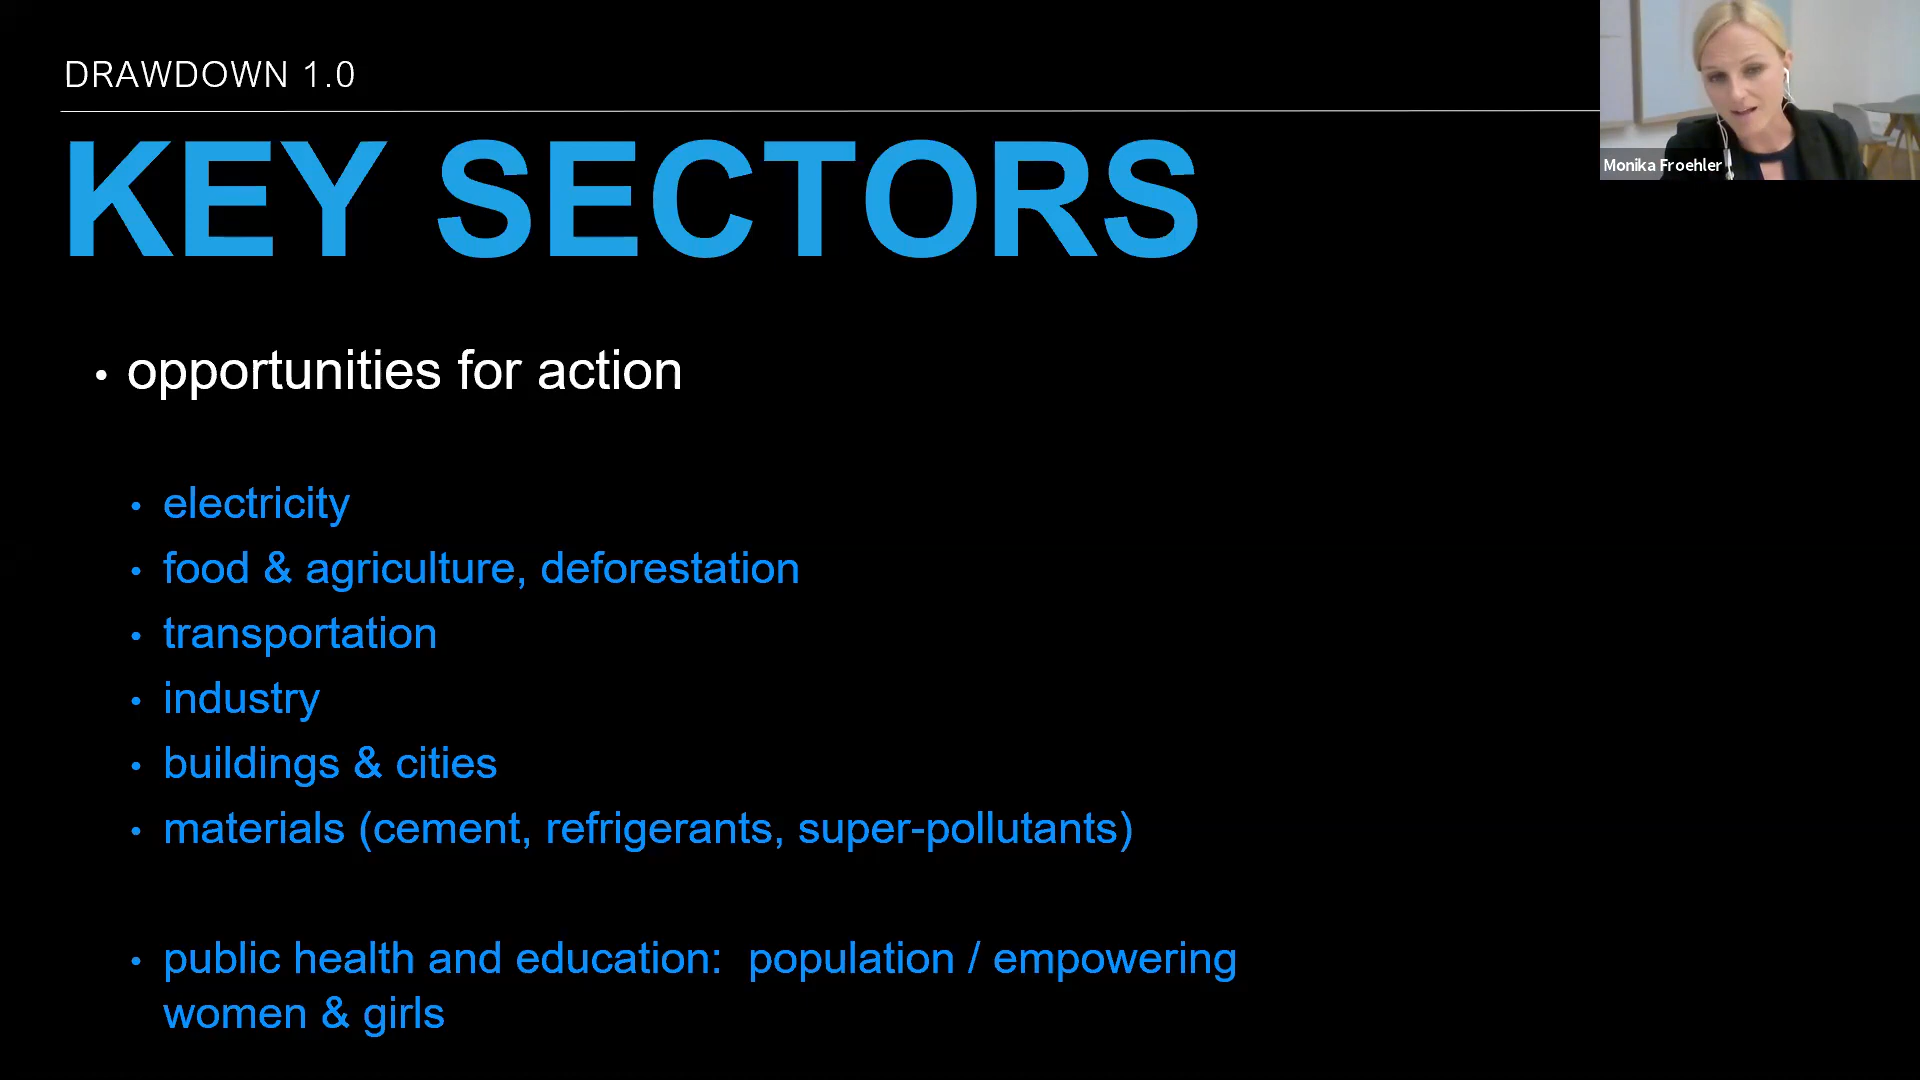 DRAWDOWN 1.0
KEY SECTORS
Monika Froehler
• opportunities for action
• electricity
• food & agriculture, deforestation
• transportation
• industry
• buildings & cities
• materials (cement, refrigerants, super-pollutants)
• public health and education:  population / empowering
women & girls